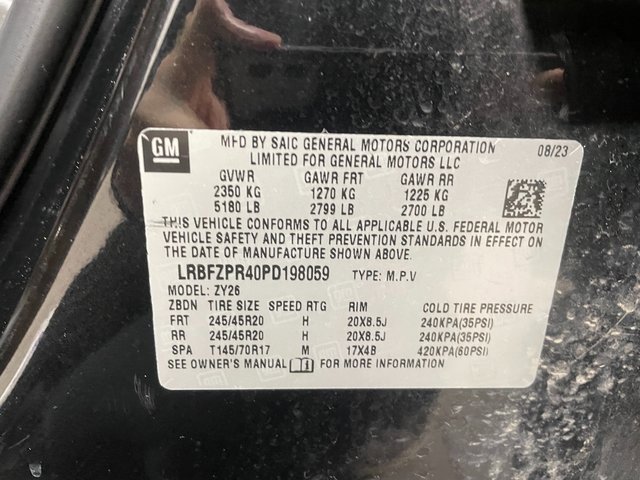 GM
MFD BY SAIC GENERAL MOTORS CORPORATION 08/23
LIMITED FOR GENERAL MOTORS LLC
GVWR GAWR FRT GAWR RR
2350 KG 1270 KG 1225 KG
5180 LB 2799 LB 2700 LB
THIS VEHICLE CONFORMS TO ALL APPLICABLE U.S. FEDERAL MOTOR
VEHICLE SAFETY AND THEFT PREVENTION STANDARDS IN EFFECT ON
THE DATE OF MANUFACTURE SHOWN ABOVE.
LRBFZPR40PD198059 TYPE: M.P.V
MODEL: ZY26
ZBDN TIRE SIZE SPEED RTG RIM COLD TIRE PRESSURE
FRT 245/45R20 H 20X8.5J 240KPA(35PSI)
RR 245/45R20 H 20X8.5J 240KPA(35PSI)
SPA T145/70R17 M 17X4B 420KPA(60PSI)
SEE OWNER'S MANUAL FOR MORE INFORMATION